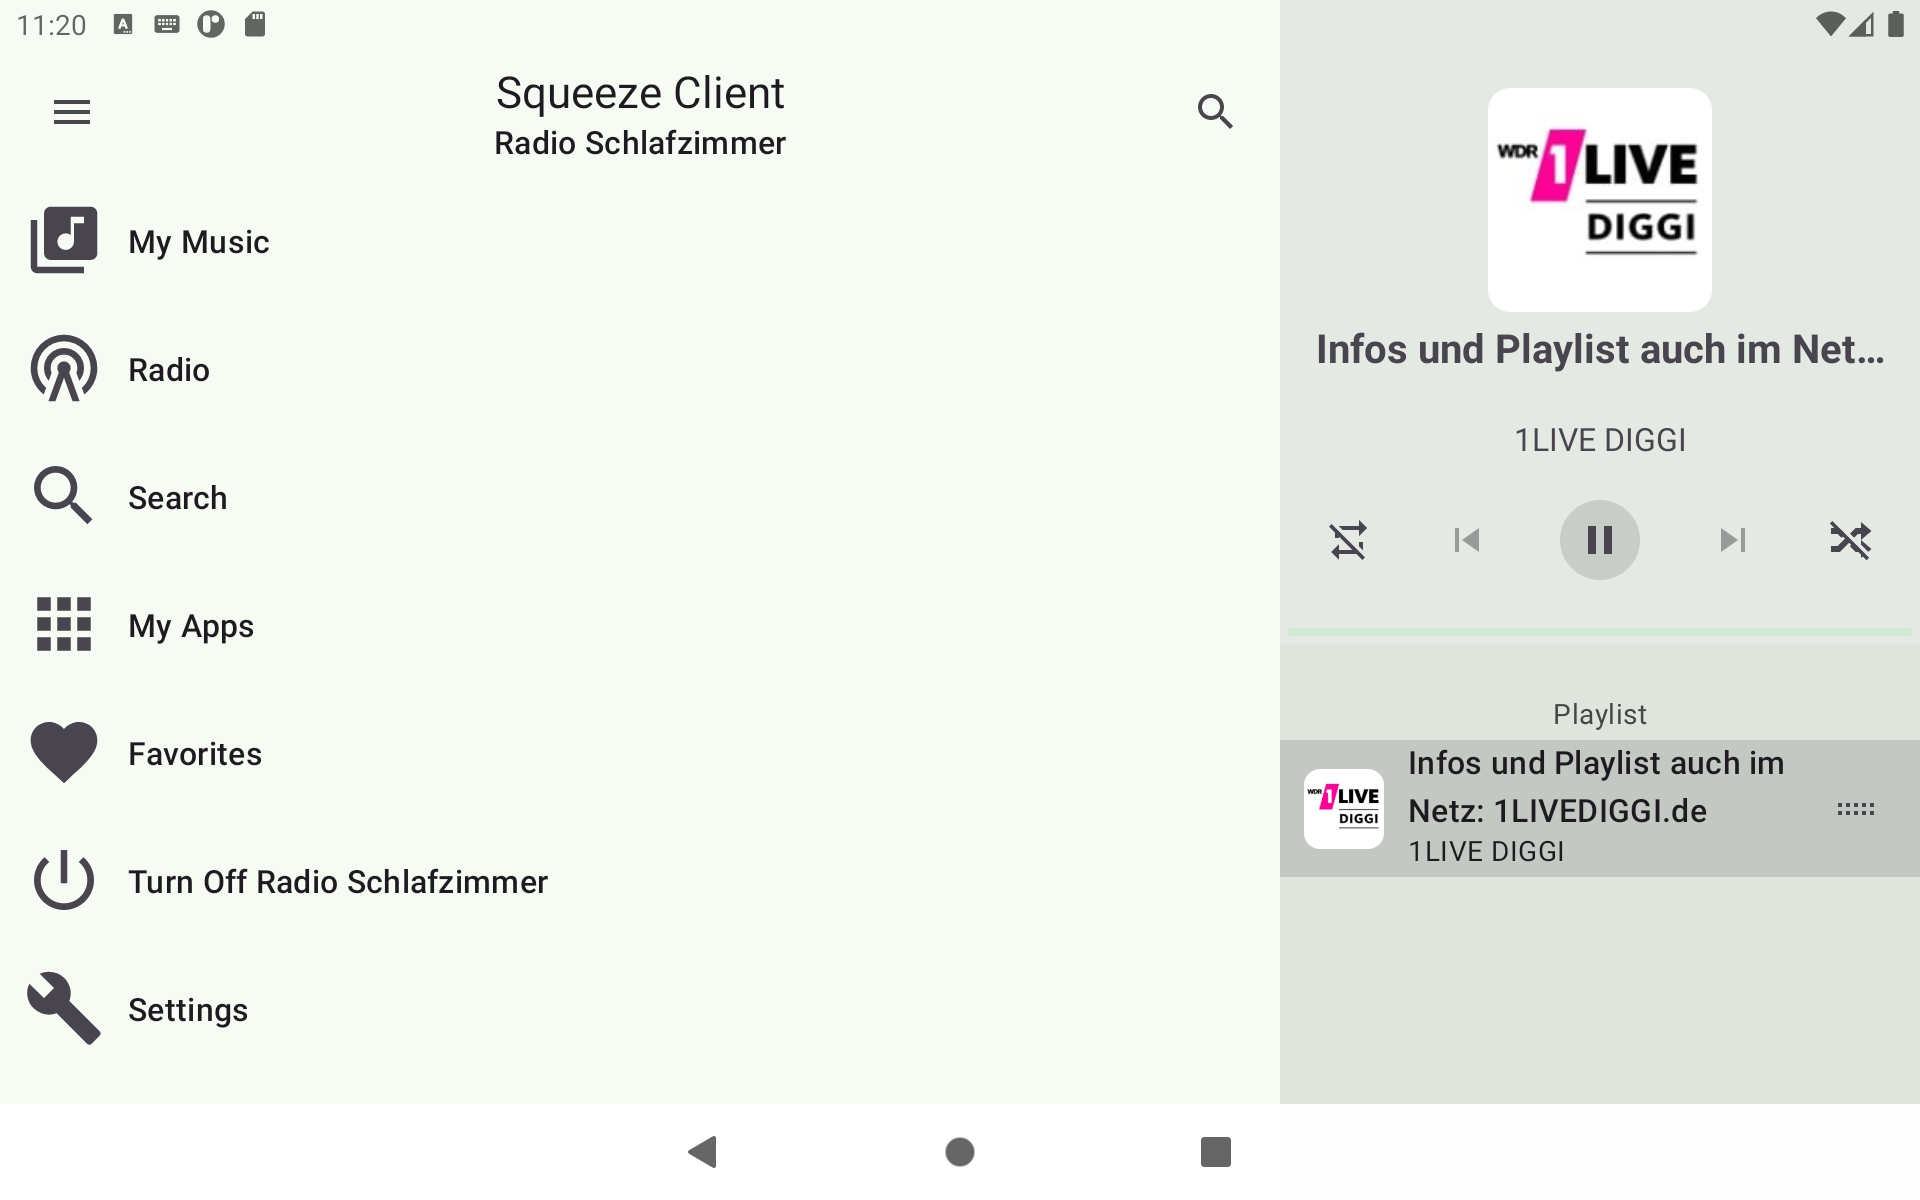 11:20
Squeeze Client
Radio Schlafzimmer
My Music
Radio
Search
My Apps
Favorites
Turn Off Radio Schlafzimmer
Settings
WDR 1LIVE
DIGGI
Infos und Playlist auch im Net…
1LIVE DIGGI
Playlist
WDR 1LIVE
DIGGI
Infos und Playlist auch im
Netz: 1LIVEDIGGI.de
1LIVE DIGGI